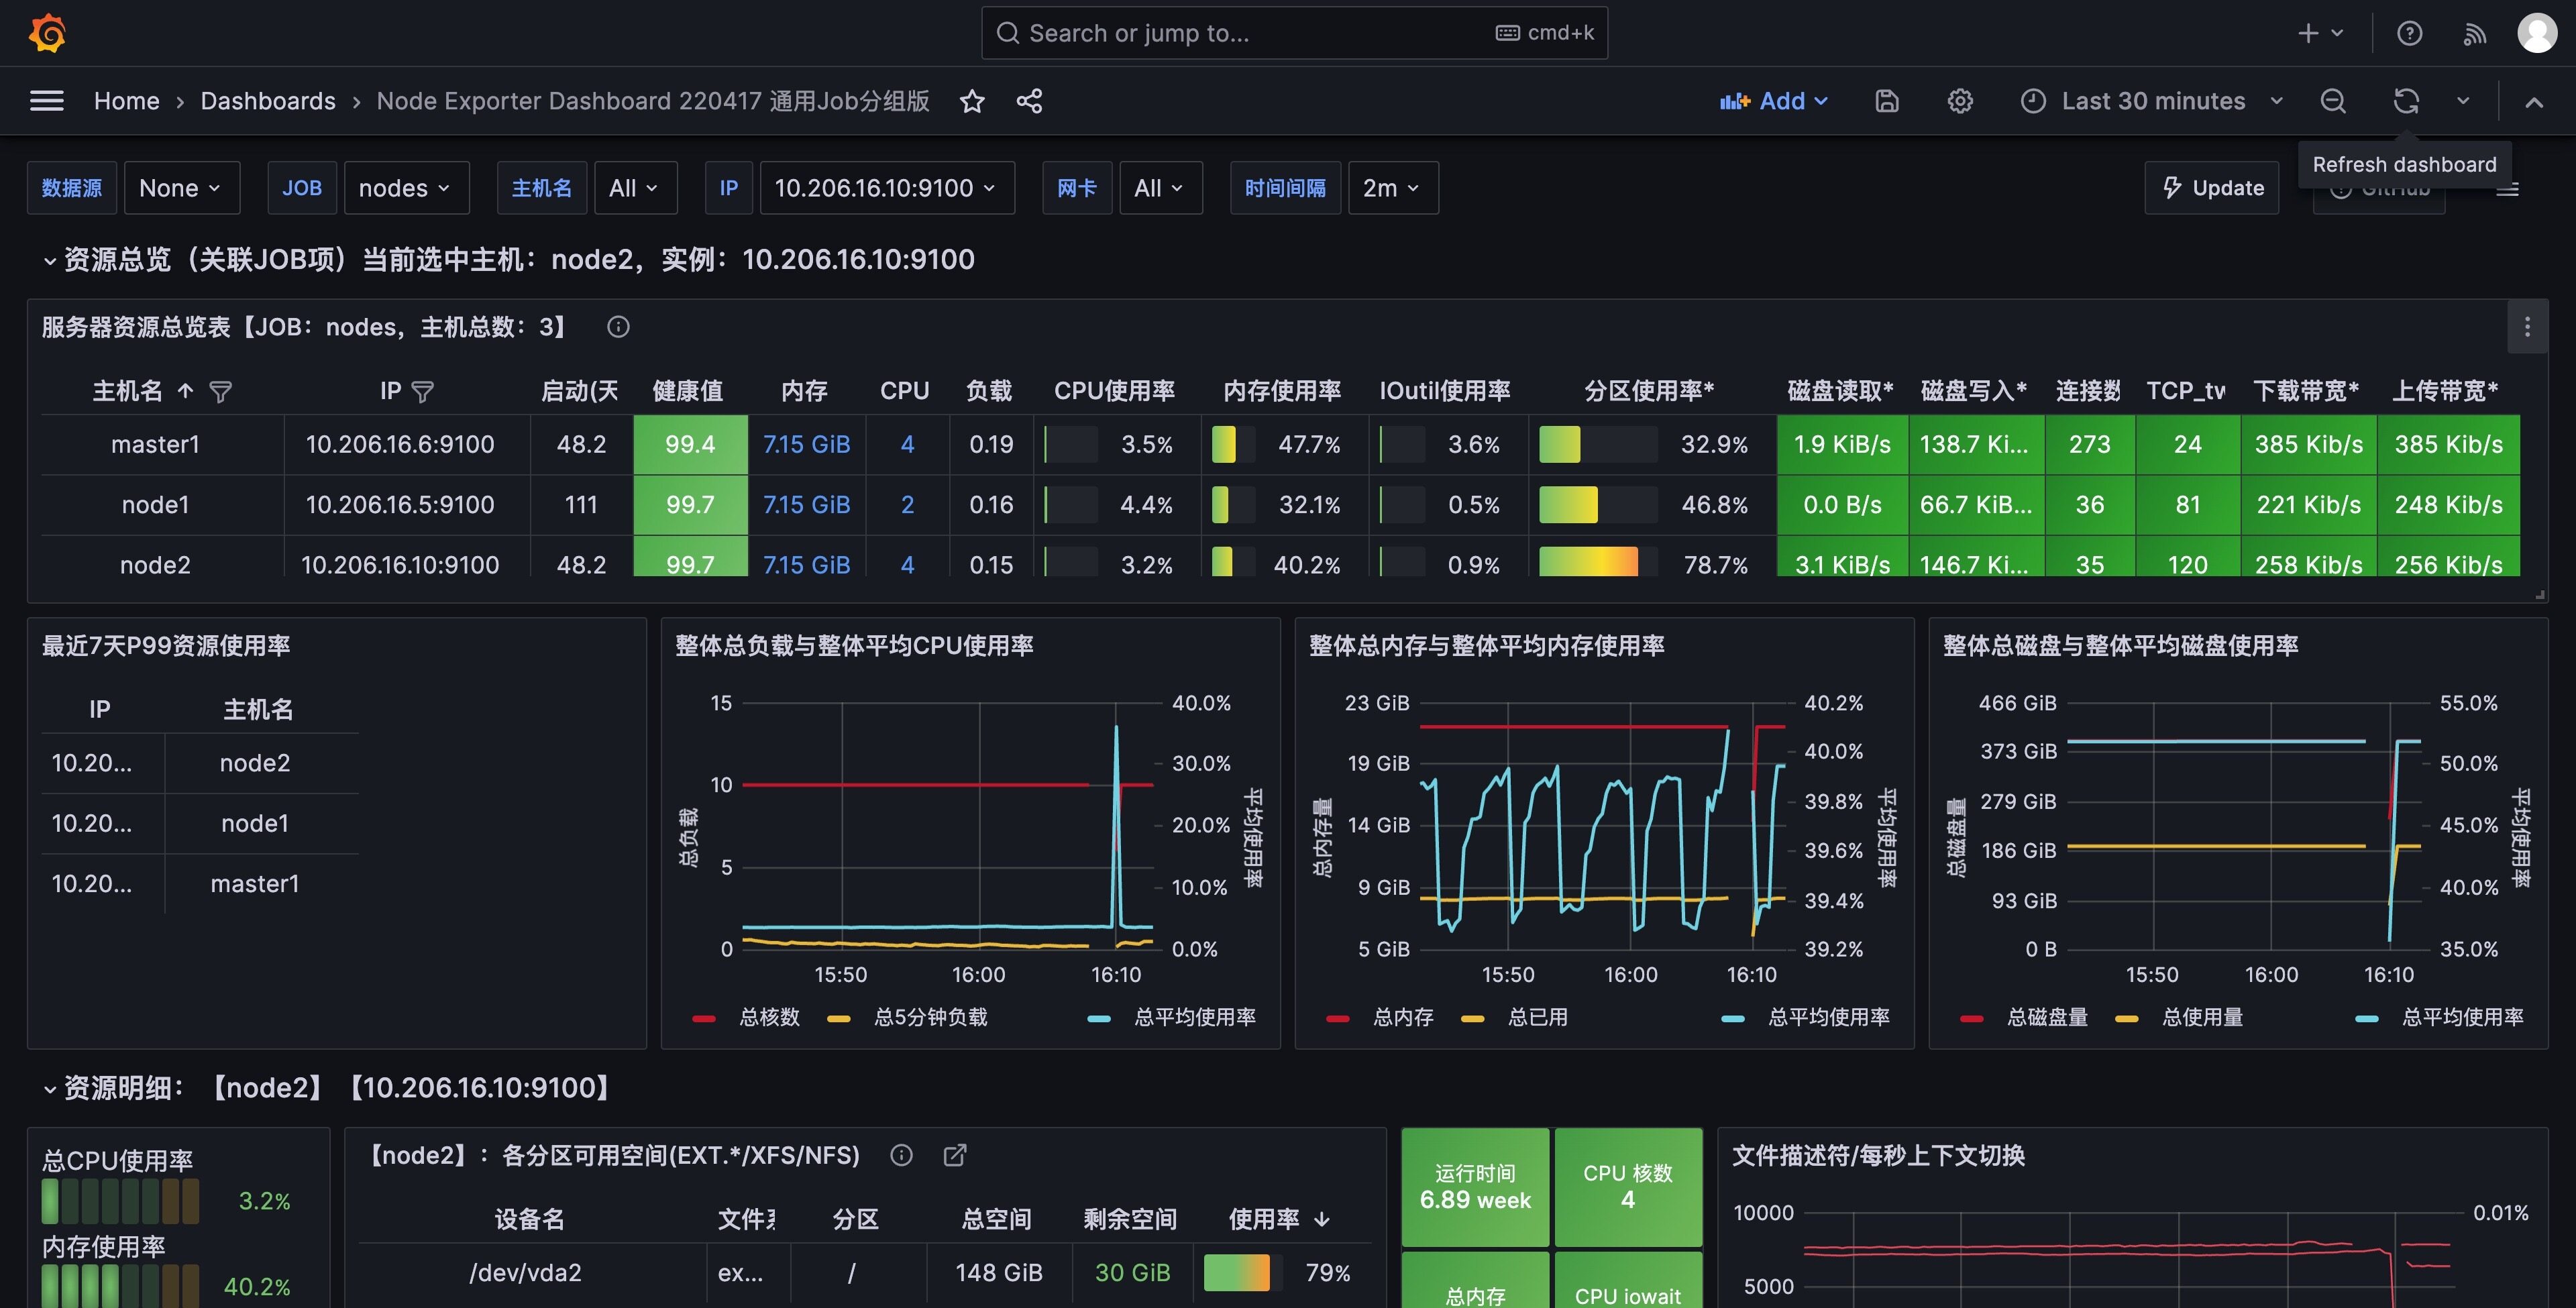 Search or jump to...
cmd+k
Home › Dashboards › Node Exporter Dashboard 220417 通用Job分组版
Add
Last 30 minutes
Refresh dashboard
数据源 None JOB nodes 主机名 All IP 10.206.16.10:9100 网卡 All 时间间隔 2m Update GitHub
资源总览（关联JOB项）当前选中主机：node2，实例：10.206.16.10:9100
服务器资源总览表【JOB：nodes，主机总数：3】
主机名 IP 启动(天 健康值 内存 CPU 负载 CPU使用率 内存使用率 IOutil使用率 分区使用率* 磁盘读取* 磁盘写入* 连接数 TCP_tw 下载带宽* 上传带宽*
master1 10.206.16.6:9100 48.2 99.4 7.15 GiB 4 0.19 3.5% 47.7% 3.6% 32.9% 1.9 KiB/s 138.7 Ki... 273 24 385 Kib/s 385 Kib/s
node1 10.206.16.5:9100 111 99.7 7.15 GiB 2 0.16 4.4% 32.1% 0.5% 46.8% 0.0 B/s 66.7 KiB... 36 81 221 Kib/s 248 Kib/s
node2 10.206.16.10:9100 48.2 99.7 7.15 GiB 4 0.15 3.2% 40.2% 0.9% 78.7% 3.1 KiB/s 146.7 Ki... 35 120 258 Kib/s 256 Kib/s
最近7天P99资源使用率
IP 主机名
10.20... node2
10.20... node1
10.20... master1
整体总负载与整体平均CPU使用率
15
10
5
0
总负载
40.0%
30.0%
20.0%
10.0%
0.0%
平均使用率
15:50 16:00 16:10
总核数 总5分钟负载 总平均使用率
整体总内存与整体平均内存使用率
23 GiB
19 GiB
14 GiB
9 GiB
5 GiB
总内存量
40.2%
40.0%
39.8%
39.6%
39.4%
39.2%
平均使用率
15:50 16:00 16:10
总内存 总已用 总平均使用率
整体总磁盘与整体平均磁盘使用率
466 GiB
373 GiB
279 GiB
186 GiB
93 GiB
0 B
总磁盘量
55.0%
50.0%
45.0%
40.0%
35.0%
平均使用率
15:50 16:00 16:10
总磁盘量 总使用量 总平均使用率
资源明细：【node2】【10.206.16.10:9100】
总CPU使用率
3.2%
内存使用率
40.2%
【node2】：各分区可用空间(EXT.*/XFS/NFS)
设备名 文件系 分区 总空间 剩余空间 使用率
/dev/vda2 ex... / 148 GiB 30 GiB 79%
运行时间
6.89 week
CPU 核数
4
总内存
CPU iowait
文件描述符/每秒上下文切换
10000
5000
0.01%